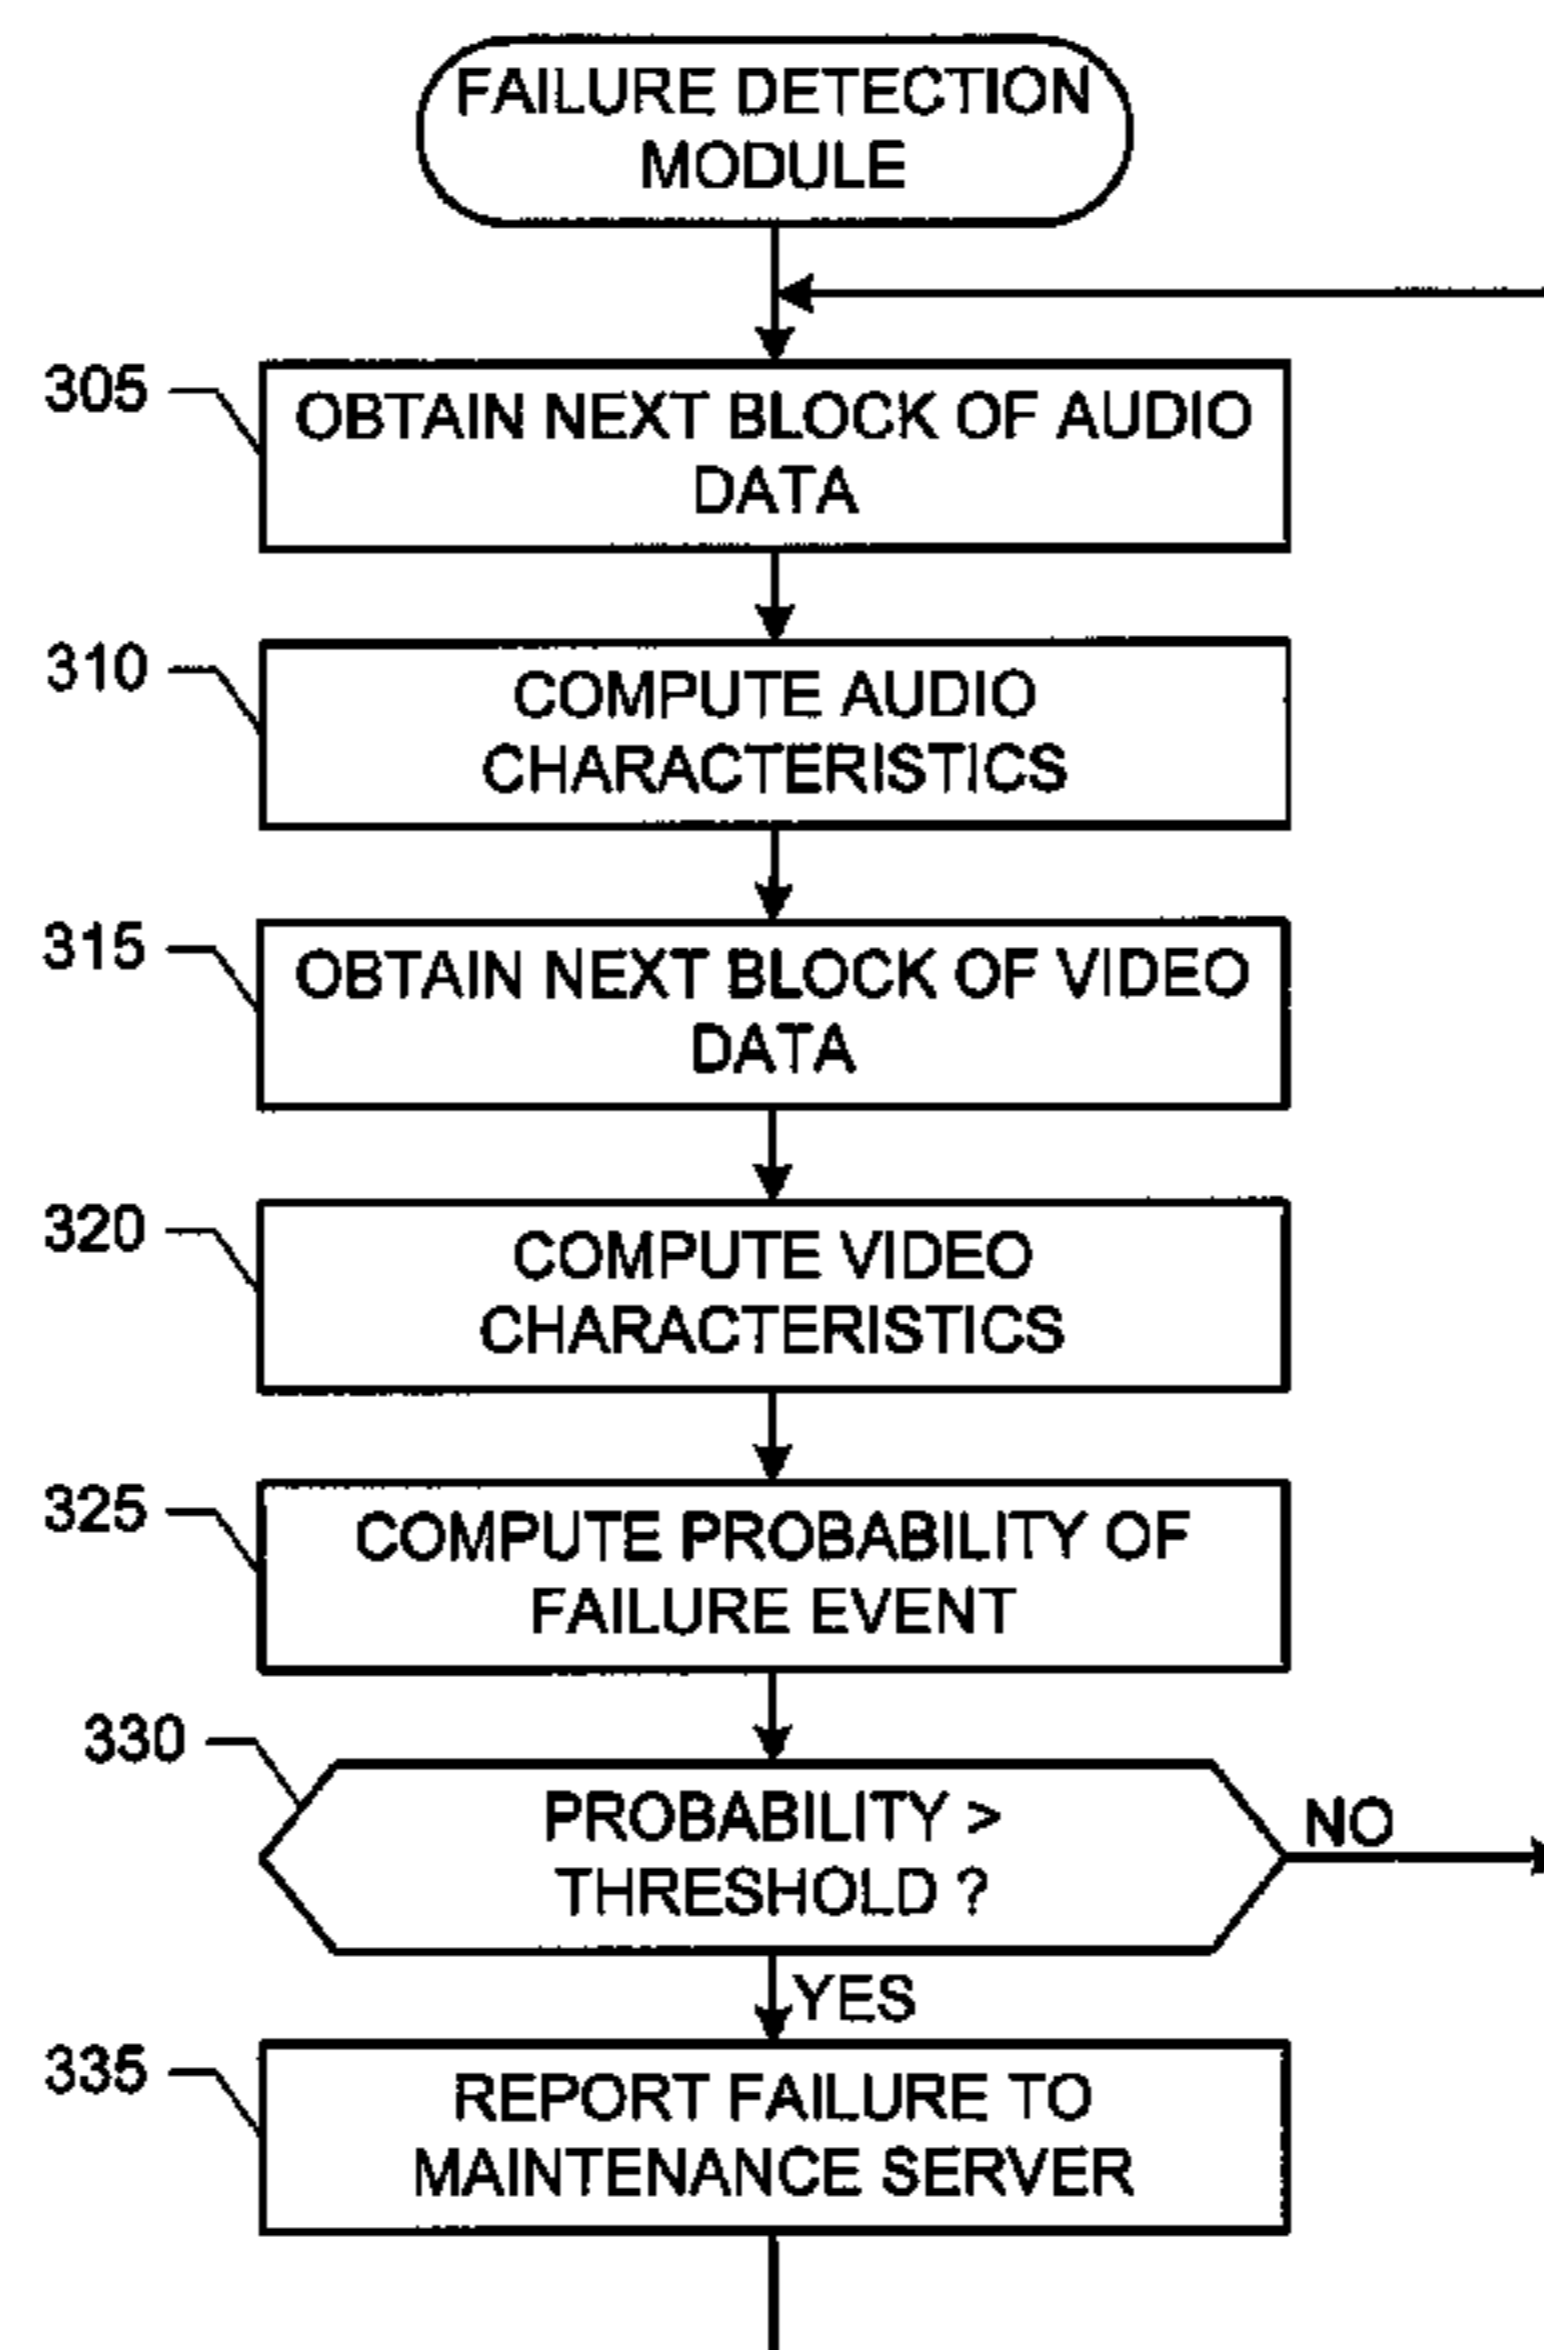 FAILURE DETECTION
MODULE
305
OBTAIN NEXT BLOCK OF AUDIO
DATA
310
COMPUTE AUDIO
CHARACTERISTICS
315
OBTAIN NEXT BLOCK OF VIDEO
DATA
320
COMPUTE VIDEO
CHARACTERISTICS
325
COMPUTE PROBABILITY OF
FAILURE EVENT
330
PROBABILITY >
THRESHOLD ?
NO
YES
335
REPORT FAILURE TO
MAINTENANCE SERVER